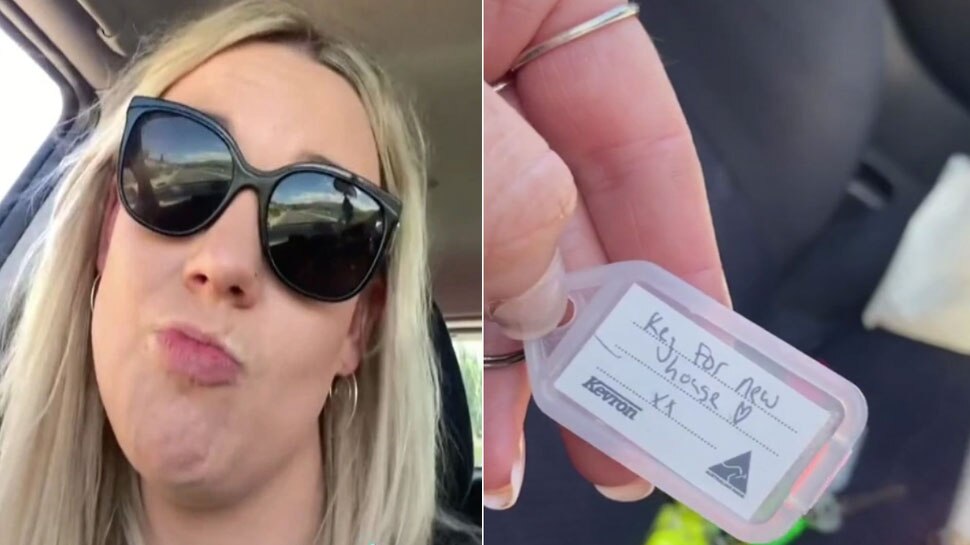 Key For new
house ♡
xx
Kevron